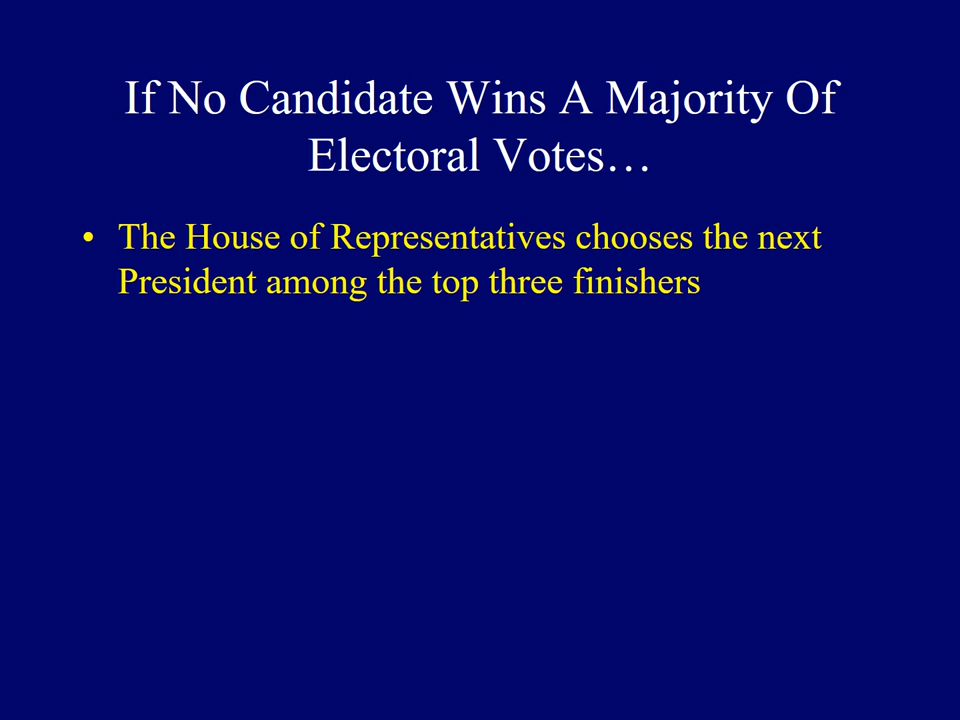 If No Candidate Wins A Majority Of
Electoral Votes…
• The House of Representatives chooses the next
President among the top three finishers